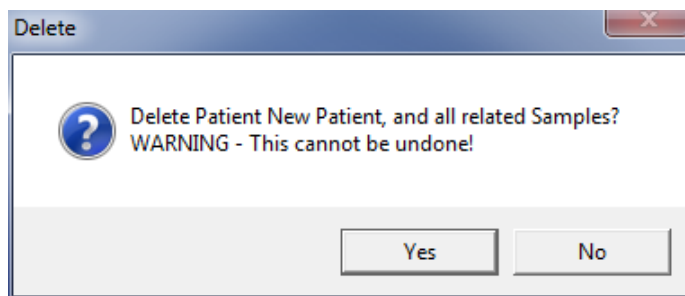 Delete
Delete Patient New Patient, and all related Samples?
WARNING - This cannot be undone!
Yes
No